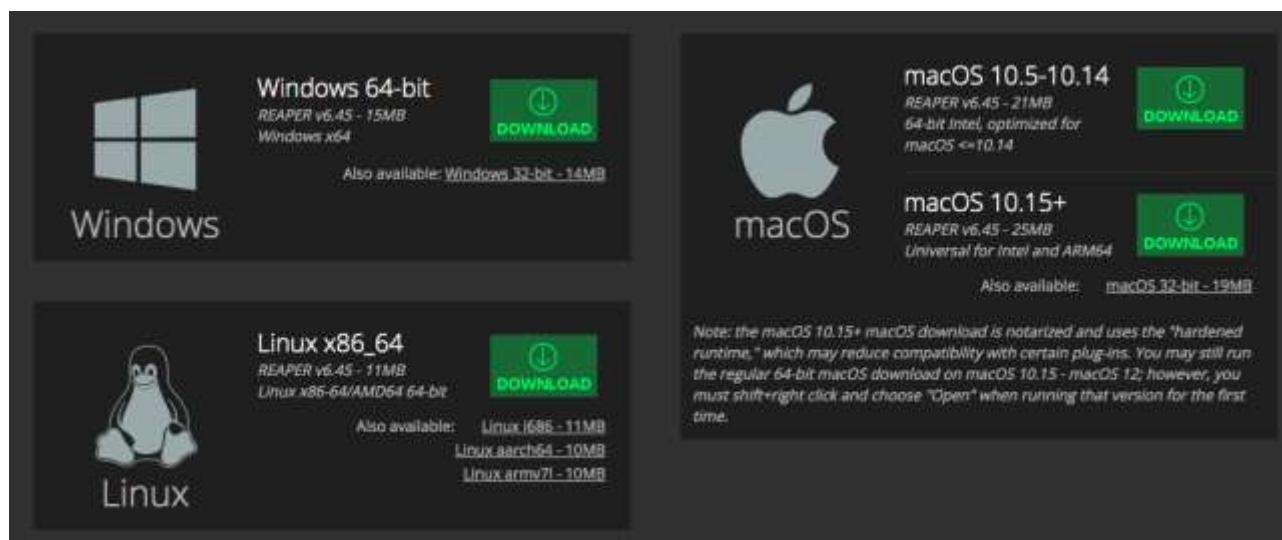 Windows 64-bit
REAPER v6.45 - 15MB
Windows x64
DOWNLOAD
Also available: Windows 32-bit - 14MB
Windows
Linux x86_64
REAPER v6.45 - 11MB
Linux x86-64/AMD64 64-bit
DOWNLOAD
Also available: Linux i686 - 11MB
Linux aarch64 - 10MB
Linux armv7l - 10MB
Linux
macOS 10.5-10.14
REAPER v6.45 - 21MB
64-bit Intel, optimized for
macOS <=10.14
DOWNLOAD
macOS 10.15+
REAPER v6.45 - 25MB
Universal for Intel and ARM64
DOWNLOAD
macOS
Also available: macOS 32-bit - 19MB
Note: the macOS 10.15+ macOS download is notarized and uses the "hardened
runtime," which may reduce compatibility with certain plug-ins. You may still run
the regular 64-bit macOS download on macOS 10.15 - macOS 12; however, you
must shift+right click and choose "Open" when running that version for the first
time.